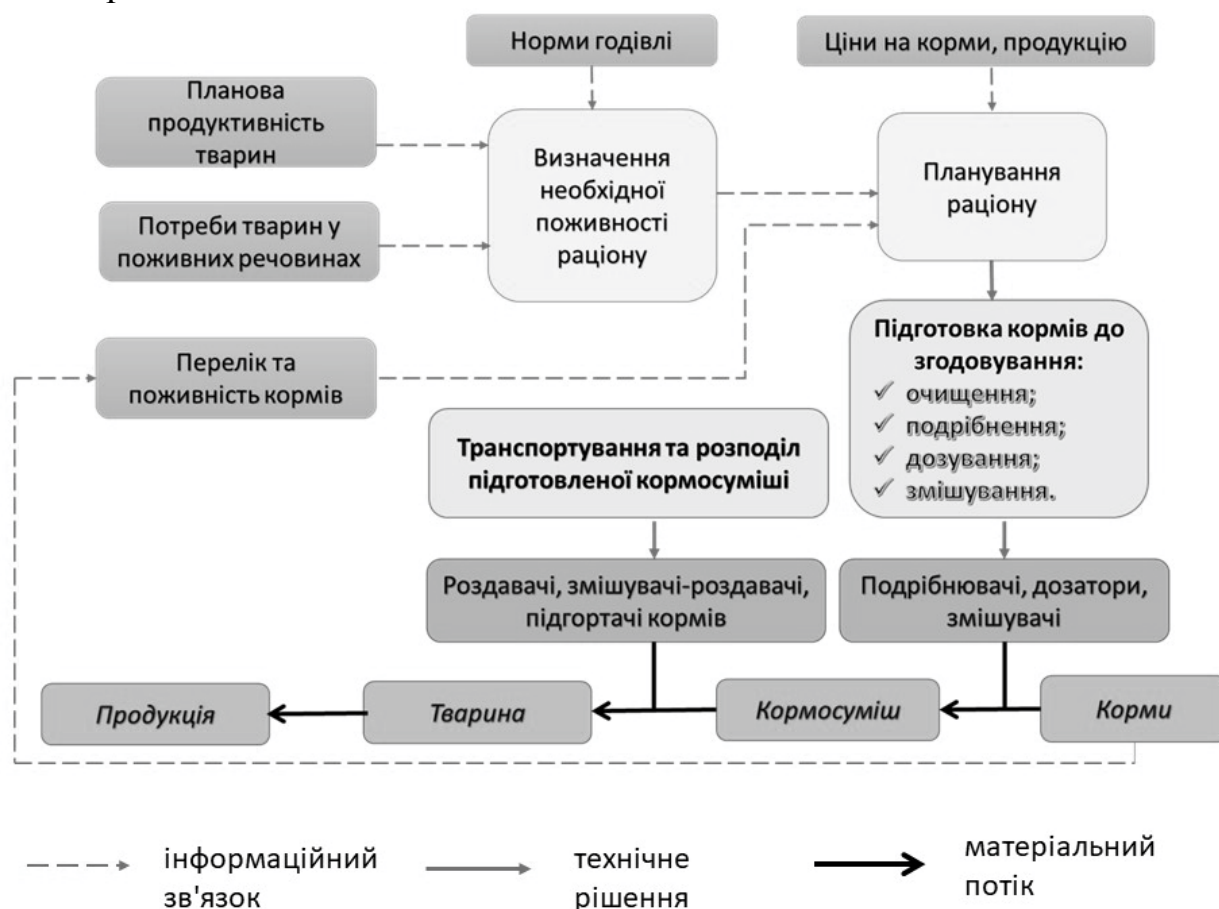 Норми годівлі
Ціни на корми, продукцію
Планова
продуктивність
тварин
Визначення
необхідної
поживності
раціону
Планування
раціону
Потреби тварин у
поживних речовинах
Перелік та
поживність кормів
Підготовка кормів до
згодовування:
✓ очищення;
✓ подрібнення;
✓ дозування;
✓ змішування.
Транспортування та розподіл
підготовленої кормосуміші
Роздавачі, змішувачі-роздавачі,
підгортачі кормів
Подрібнювачі, дозатори,
змішувачі
Продукція
Тварина
Кормосуміш
Корми
інформаційний
зв'язок
технічне
рішення
матеріальний
потік